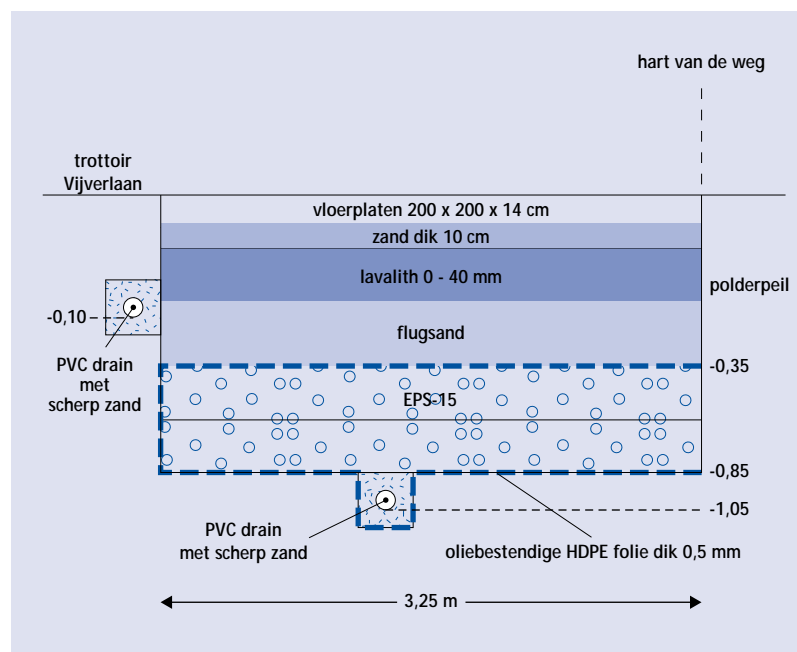 hart van de weg
trottoir
Vijverlaan
vloerplaten 200 x 200 x 14 cm
zand dik 10 cm
lavalith 0 - 40 mm
polderpeil
-0,10
flugsand
PVC drain
met
scherp zand
-0,35
EPS-15
-0,85
-1,05
PVC drain
met scherp zand
oliebestendige HDPE folie dik 0,5 mm
3,25 m